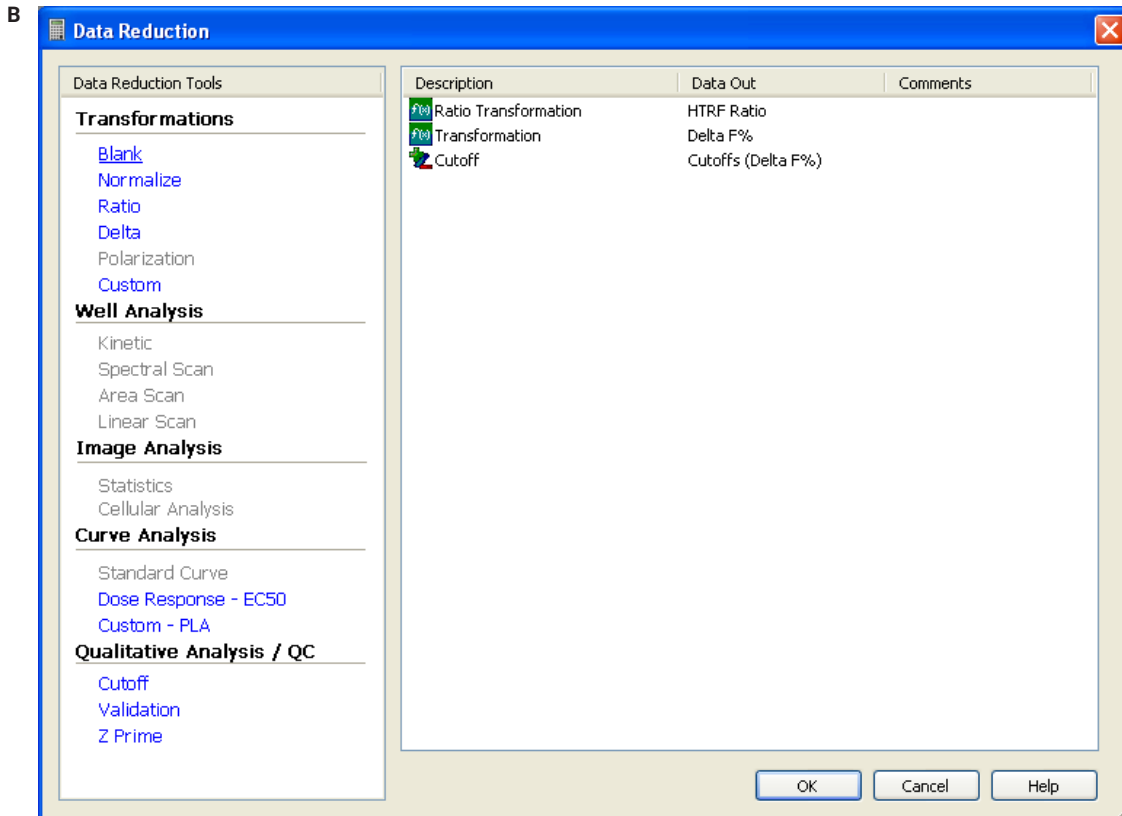 B
Data Reduction
Data Reduction Tools
Transformations
Blank
Normalize
Ratio
Delta
Polarization
Custom
Well Analysis
Kinetic
Spectral Scan
Area Scan
Linear Scan
Image Analysis
Statistics
Cellular Analysis
Curve Analysis
Standard Curve
Dose Response - EC50
Custom - PLA
Qualitative Analysis / QC
Cutoff
Validation
Z Prime
Description Data Out Comments
f(x) Ratio Transformation HTRF Ratio
f(x) Transformation Delta F%
Cutoff Cutoffs (Delta F%)
OK Cancel Help